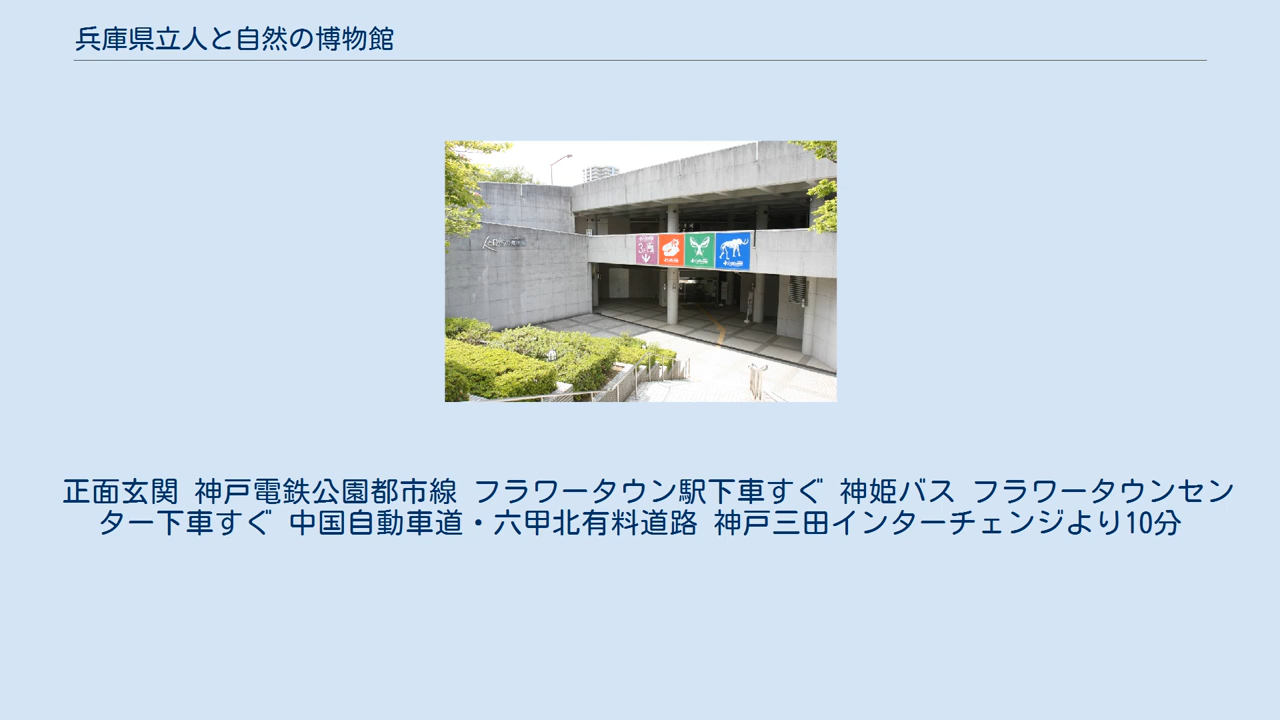 兵庫県立人と自然の博物館
正面玄関 神戸電鉄公園都市線 フラワータウン駅下車すぐ 神姫バス フラワータウンセン
ター下車すぐ 中国自動車道・六甲北有料道路 神戸三田インターチェンジより10分